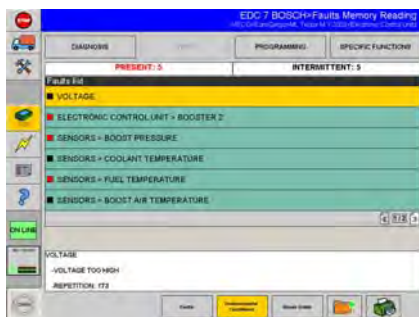 EDC 7 BOSCH>Faults Memory Reading
DIAGNOSIS
PROGRAMMING
SPECIFIC FUNCTIONS
PRESENT: 5
INTERMITTENT: 5
Faults list
VOLTAGE
ELECTRONIC CONTROL UNIT > BOOSTER 2
SENSORS > BOOST PRESSURE
SENSORS > COOLANT TEMPERATURE
SENSORS > FUEL TEMPERATURE
SENSORS > BOOST AIR TEMPERATURE
1/2
ON LINE
VOLTAGE
-VOLTAGE TOO HIGH
-REPETITION: 173